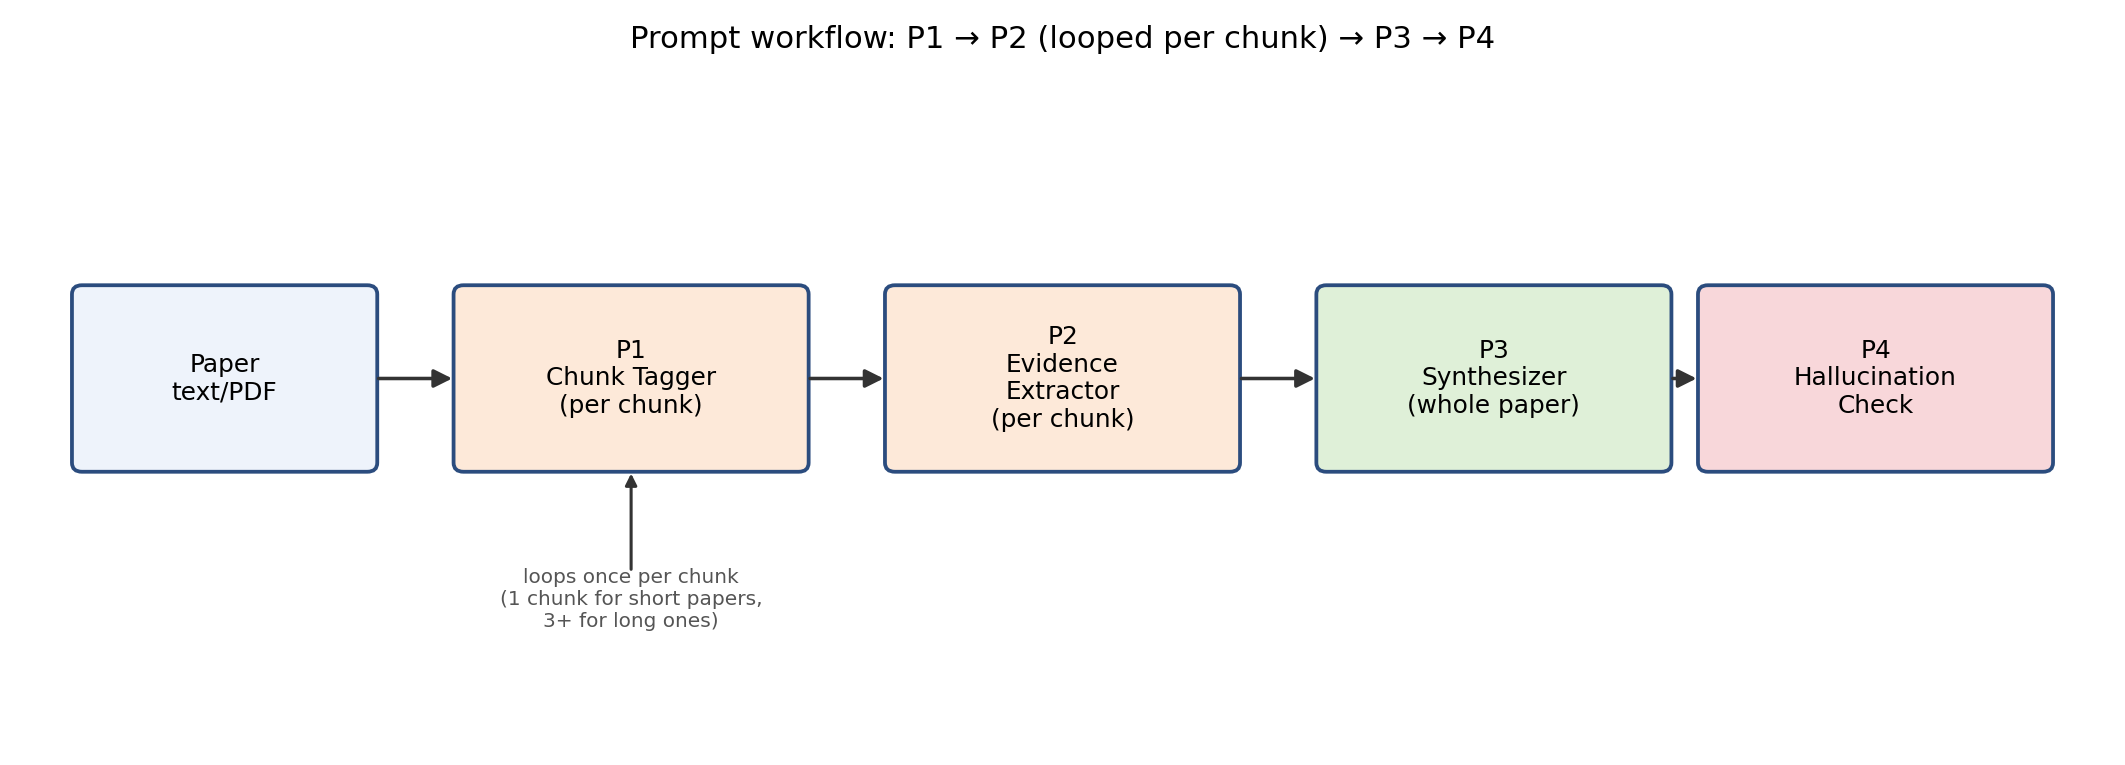 Prompt workflow: P1 → P2 (looped per chunk) → P3 → P4
Paper
text/PDF
P1
Chunk Tagger
(per chunk)
P2
Evidence
Extractor
(per chunk)
P3
Synthesizer
(whole paper)
P4
Hallucination
Check
loops once per chunk
(1 chunk for short papers,
3+ for long ones)